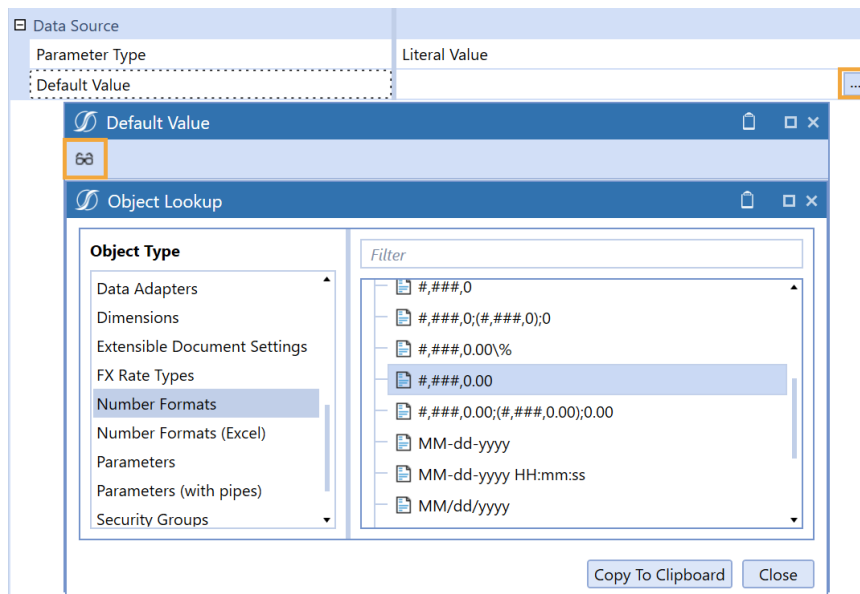 Data Source
Parameter Type Literal Value
Default Value ...
Default Value
Object Lookup
Object Type
Filter
Data Adapters
Dimensions
Extensible Document Settings
FX Rate Types
Number Formats
Number Formats (Excel)
Parameters
Parameters (with pipes)
Security Groups
#,###,0
#,###,0;(#,###,0);0
#,###,0.00\%
#,###,0.00
#,###,0.00;(#,###,0.00);0.00
MM-dd-yyyy
MM-dd-yyyy HH:mm:ss
MM/dd/yyyy
Copy To Clipboard Close